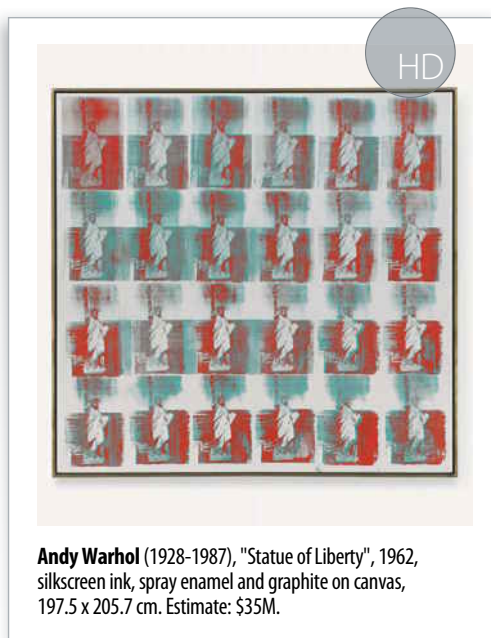 HD
Andy Warhol (1928-1987), "Statue of Liberty", 1962,
silkscreen ink, spray enamel and graphite on canvas,
197.5 x 205.7 cm. Estimate: $35M.